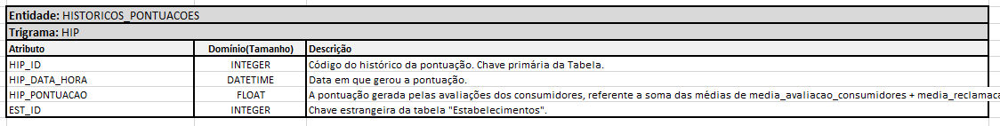 Entidade: HISTORICOS_PONTUACOES
Trigrama: HIP
Atributo Domínio(Tamanho) Descrição
HIP_ID INTEGER Código do histórico da pontuação. Chave primária da Tabela.
HIP_DATA_HORA DATETIME Data em que gerou a pontuação.
HIP_PONTUACAO FLOAT A pontuação gerada pelas avaliações dos consumidores, referente a soma das médias de media_avaliacao_consumidores +
EST_ID INTEGER Chave estrangeira da tabela "Estabelecimentos".